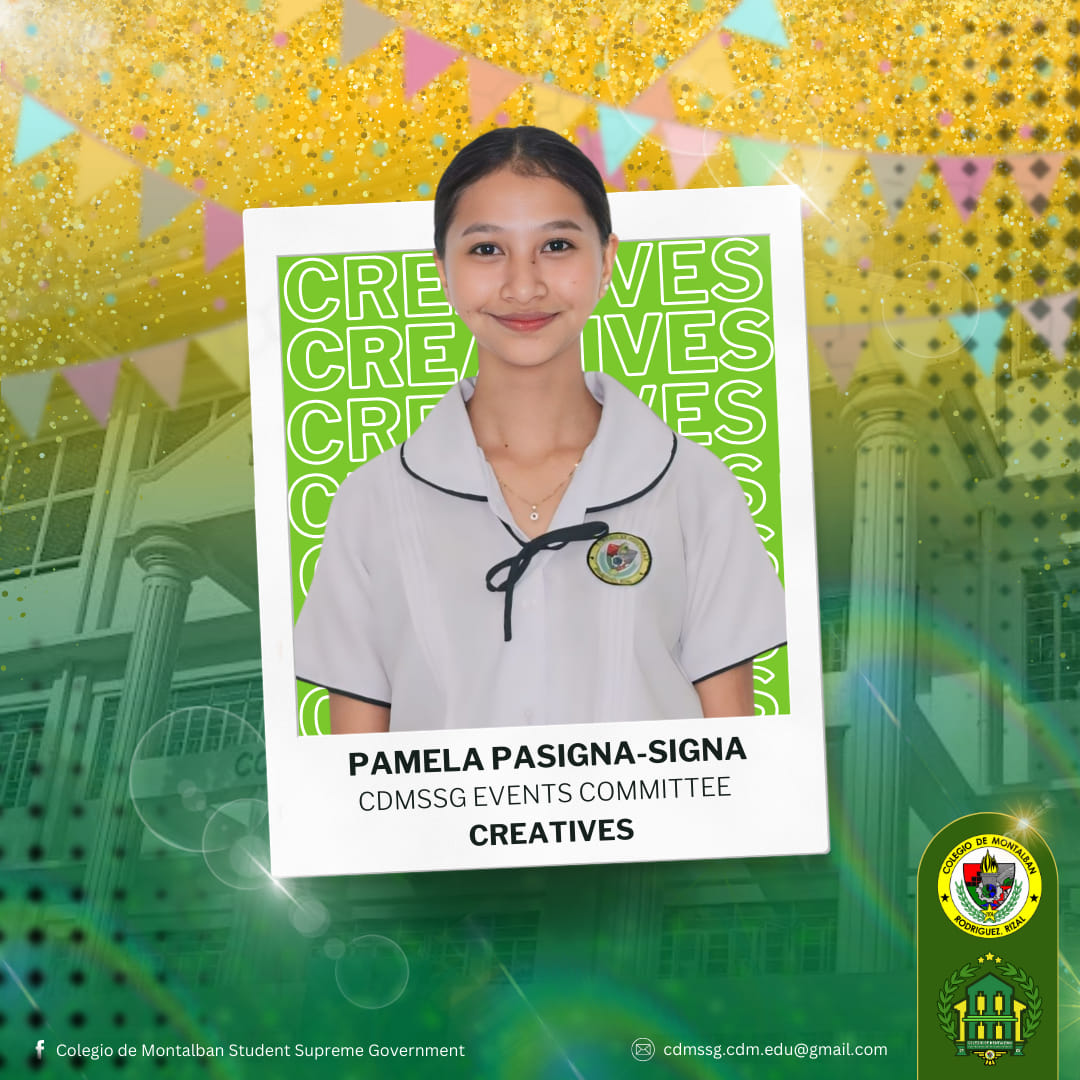 CREATIVES
CREATIVES
CREATIVES
PAMELA PASIGNA-SIGNA
CDMSSG EVENTS COMMITTEE
CREATIVES
COLEGIO DE MONTALBAN
RODRIGUEZ, RIZAL
Colegio de Montalban Student Supreme Government
cdmssg.cdm.edu@gmail.com